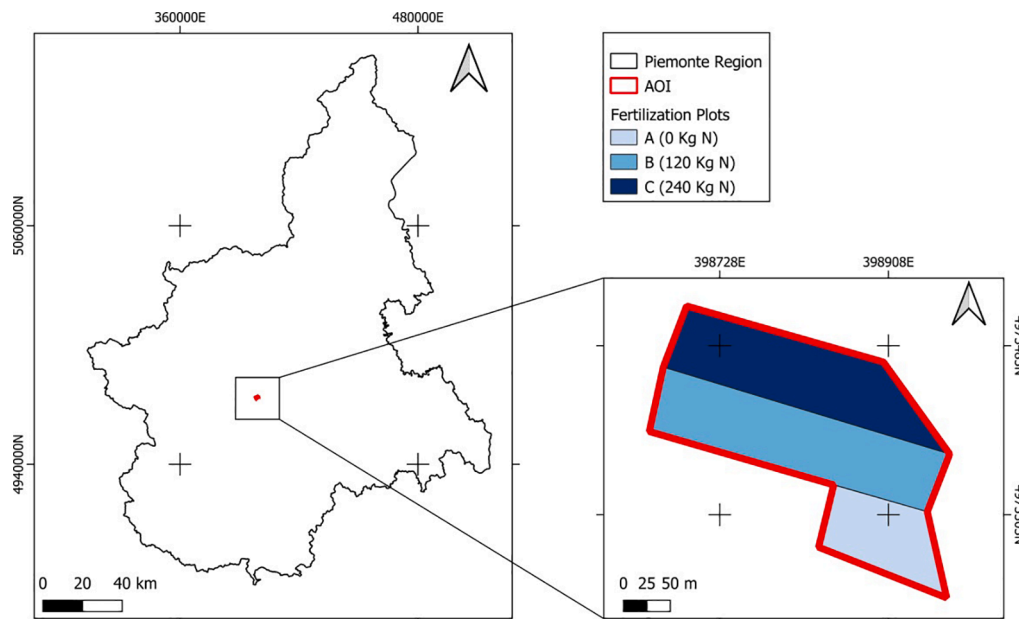 360000E
480000E
5060000N
4940000N
0 20 40 km
Piemonte Region
AOI
Fertilization Plots
A (0 Kg N)
B (120 Kg N)
C (240 Kg N)
398728E
398908E
0 25 50 m